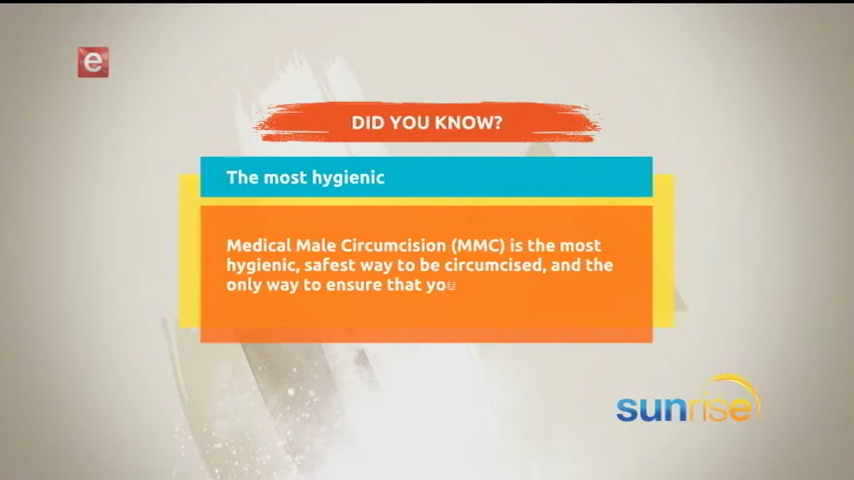 e
DID YOU KNOW?
The most hygienic
Medical Male Circumcision (MMC) is the most
hygienic, safest way to be circumcised, and the
only way to ensure that you
sunrise